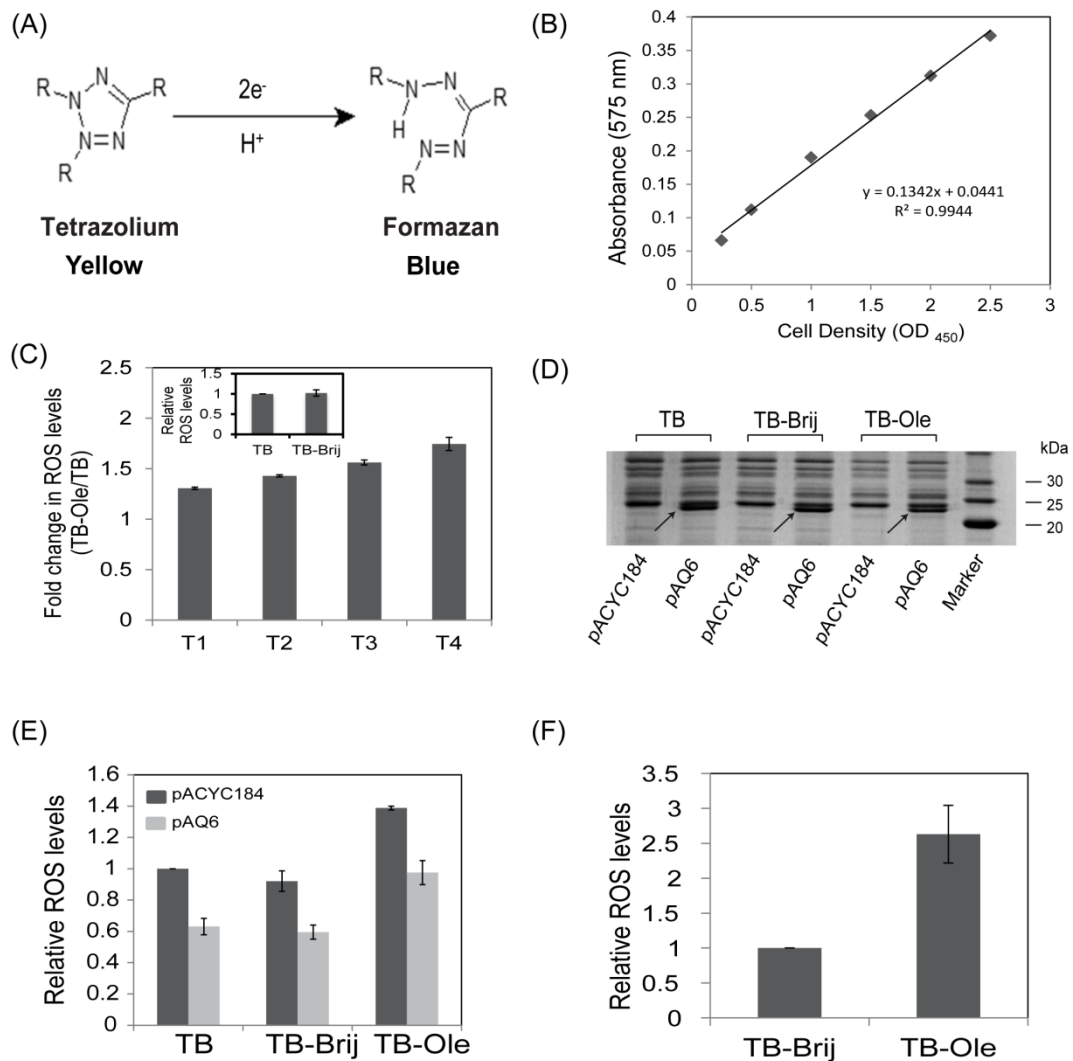 (A)
R
N
N
R
N
N
R
2e-
H+
R
N
N
R
H
N
N
R
Tetrazolium
Yellow
Formazan
Blue
(B)
Absorbance (575 nm)
0.4
0.35
0.3
0.25
0.2
0.15
0.1
0.05
0
0
0.5
1
1.5
2
2.5
3
y = 0.1342x + 0.0441
R² = 0.9944
Cell Density (OD 450)
(C)
Fold change in ROS levels
(TB-Ole/TB)
2.5
2
1.5
1
0.5
0
T1
T2
T3
T4
Relative
ROS levels
1.5
1
0.5
0
TB
TB-Brij
(D)
TB
TB-Brij
TB-Ole
kDa
30
25
20
pACYC184
pAQ6
pACYC184
pAQ6
pACYC184
pAQ6
Marker
(E)
Relative ROS levels
1.6
1.4
1.2
1
0.8
0.6
0.4
0.2
0
pACYC184
pAQ6
TB
TB-Brij
TB-Ole
(F)
Relative ROS levels
3.5
3
2.5
2
1.5
1
0.5
0
TB-Brij
TB-Ole